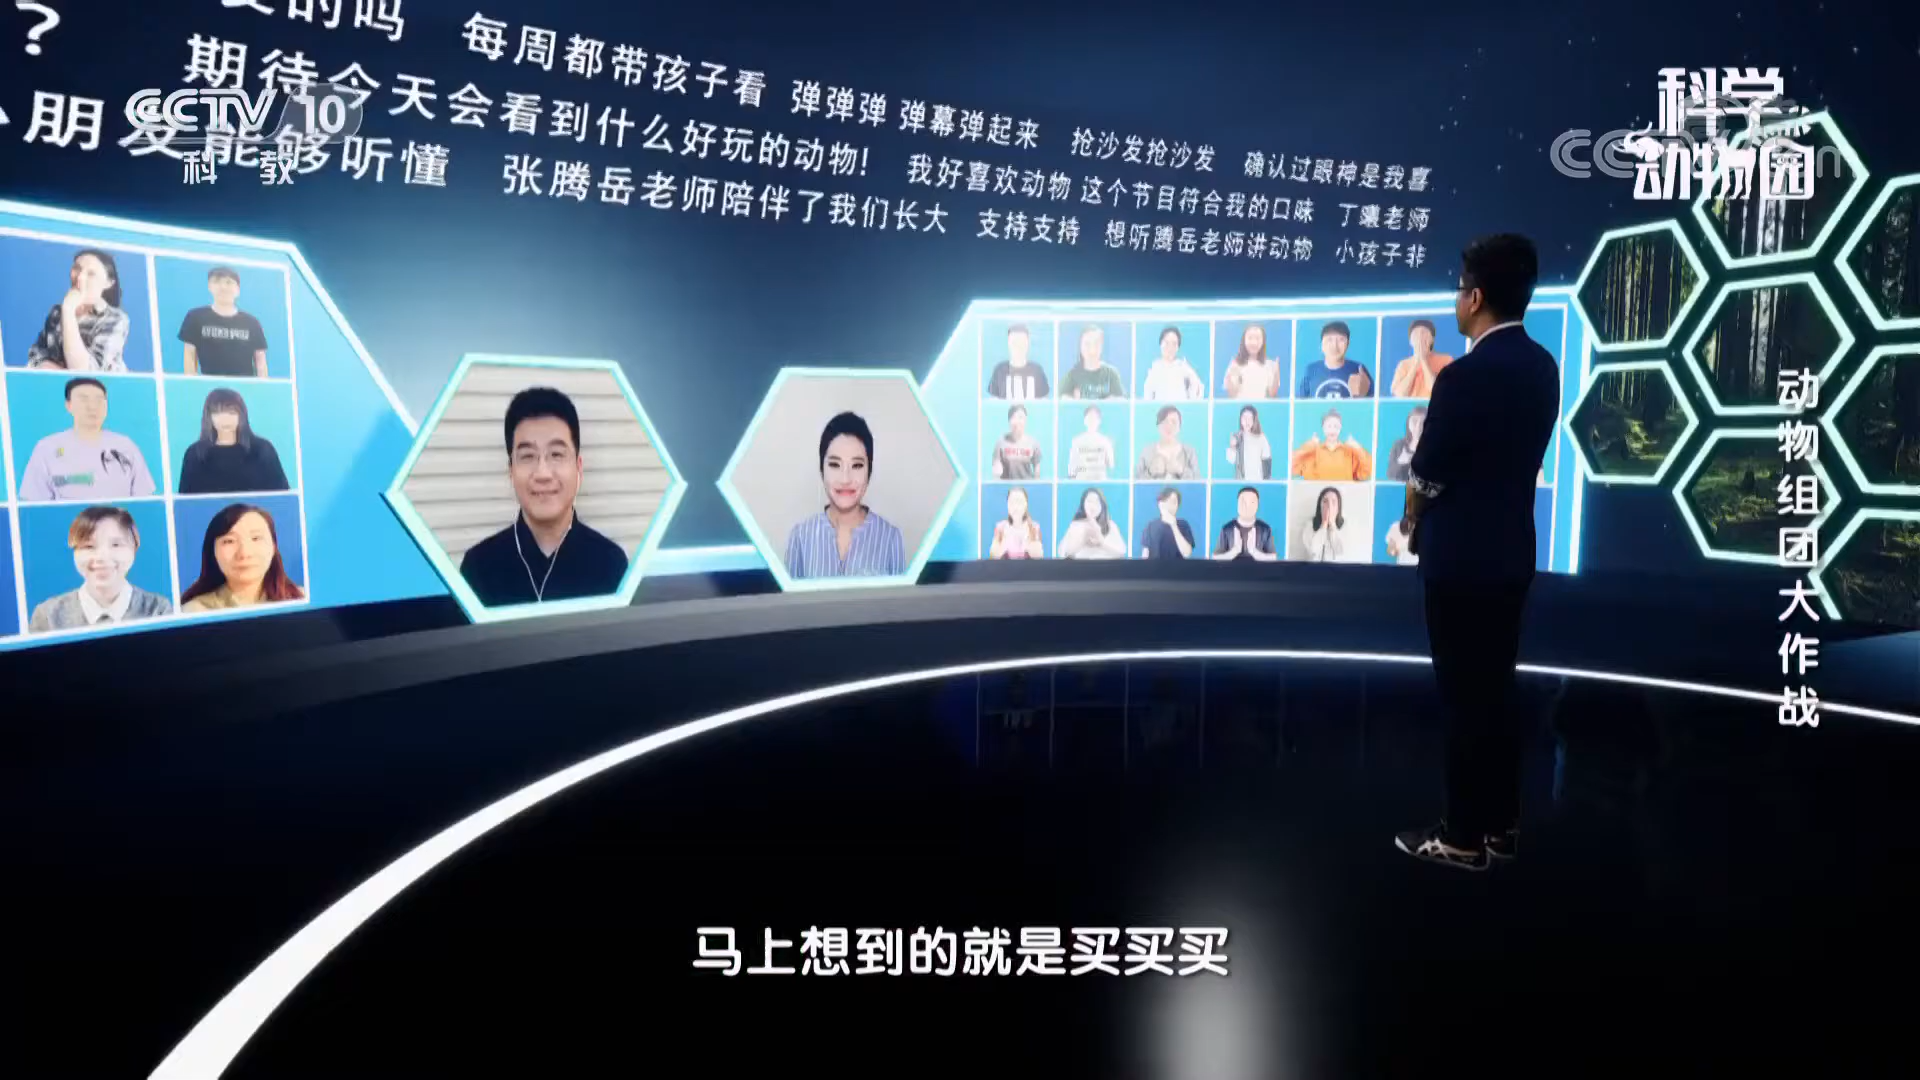 ?
的吗 每周都带孩子看 弹弹弹 弹幕弹起来 抢沙发抢沙发 确认过眼神是我喜
期待今天会看到什么好玩的动物! 我好喜欢动物 这个节目符合我的口味 丁曦老师
朋友能够听懂 张腾岳老师陪伴了我们长大 支持支持 想听腾岳老师讲动物 小孩子非
CCTV 10
科教
科学
动物园
动物组团大作战
马上想到的就是买买买